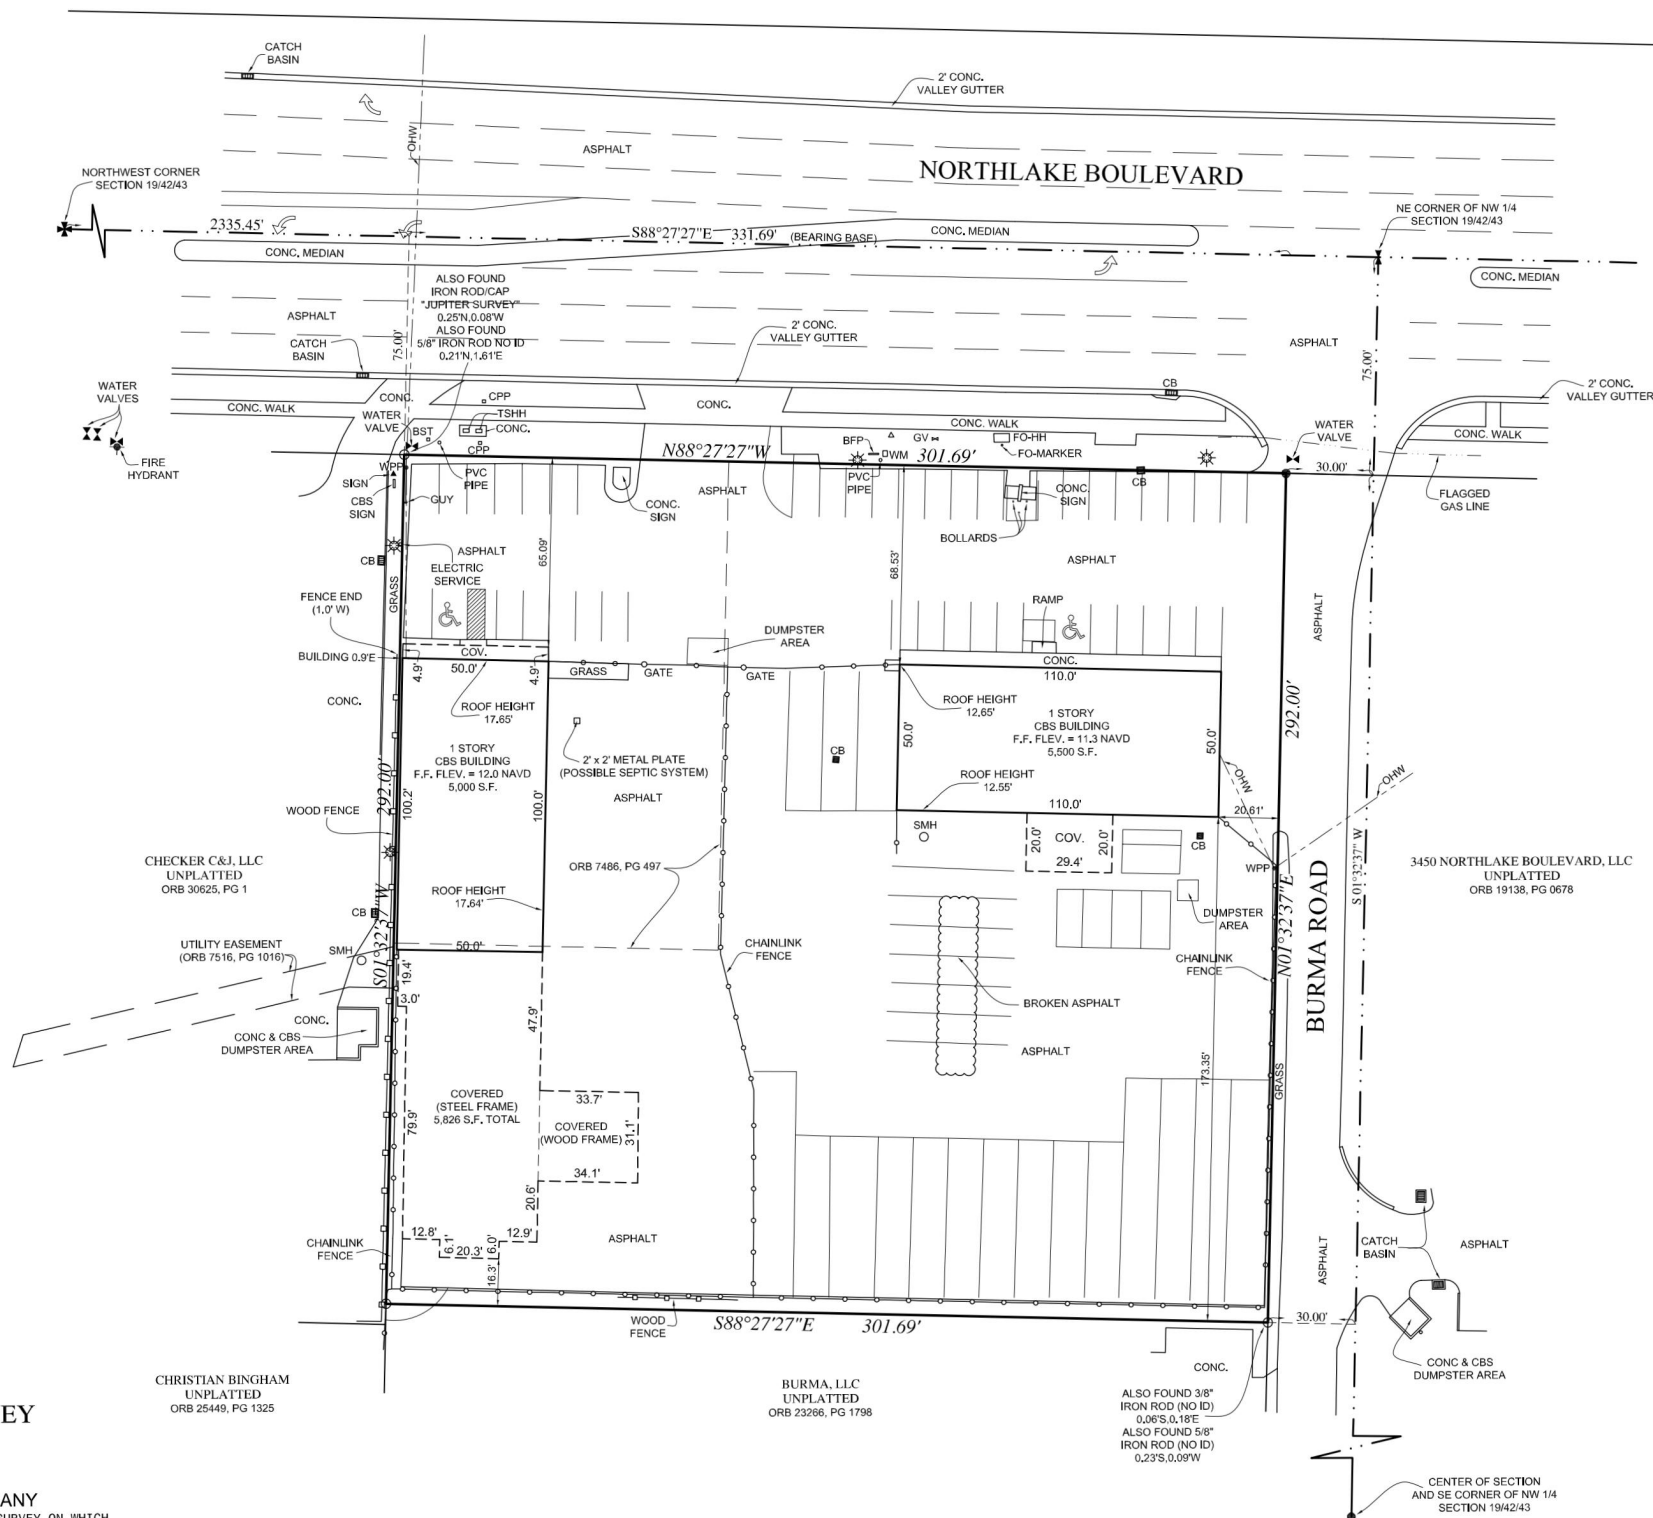 CATCH
BASIN
2' CONC.
VALLEY GUTTER
OHW
ASPHALT
NORTHLAKE BOULEVARD
NORTHWEST CORNER
SECTION 19/42/43
NE CORNER OF NW 1/4
SECTION 19/42/43
2335.45'
S88°27'27"E 331.69' (BEARING BASE)
CONC. MEDIAN
CONC. MEDIAN
CONC. MEDIAN
ALSO FOUND
IRON ROD/CAP
"JUPITER SURVEY"
0.25'N,0.08'W
ALSO FOUND
5/8" IRON ROD NO ID
0.21'N,1.61'E
ASPHALT
2' CONC.
VALLEY GUTTER
75.00'
CATCH
BASIN
ASPHALT
75.00'
2' CONC.
VALLEY GUTTER
WATER
VALVES
CONC. WALK
CONC.
WATER
VALVE
CPP
TSHH
CONC.
CONC.
CB
CONC. WALK
WATER
VALVE
CONC. WALK
BST
CPP
BFP
GV
FO-HH
FO-MARKER
WM
FIRE
HYDRANT
WPP
PVC
PIPE
N88°27'27"W 301.69'
PVC
PIPE
CB
30.00'
SIGN
CBS
SIGN
GUY
CONC.
SIGN
ASPHALT
CONC.
SIGN
BOLLARDS
FLAGGED
GAS LINE
CB
ASPHALT
ELECTRIC
SERVICE
65.09'
68.53'
ASPHALT
GRASS
FENCE END
(1.0' W)
RAMP
ASPHALT
DUMPSTER
AREA
BUILDING 0.9'E
COV.
50.0'
4.9'
4.9'
GRASS
GATE
GATE
CONC.
110.0'
CONC.
ROOF HEIGHT
17.65'
ROOF HEIGHT
12.65'
1 STORY
CBS BUILDING
F.F. FLEV. = 11.3 NAVD
5,500 S.F.
50.0'
50.0'
292.00'
1 STORY
CBS BUILDING
F.F. FLEV. = 12.0 NAVD
5,000 S.F.
2' x 2' METAL PLATE
(POSSIBLE SEPTIC SYSTEM)
CB
292.00'
100.2'
100.0'
ASPHALT
ROOF HEIGHT
12.55'
OHW
OHW
WOOD FENCE
110.0'
20.61'
SMH
20.0'
COV.
20.0'
29.4'
CB
CHECKER C&J, LLC
UNPLATTED
ORB 30625, PG 1
ORB 7486, PG 497
WPP
3450 NORTHLAKE BOULEVARD, LLC
UNPLATTED
ORB 19138, PG 0678
S 01°32'37" W
ROOF HEIGHT
17.64'
CB
DUMPSTER
AREA
UTILITY EASEMENT
(ORB 7516, PG 1016)
SMH
S01°32'37"W
50.0'
CHAINLINK
FENCE
CHAINLINK
FENCE
N01°32'37"E
BURMA ROAD
19.4'
3.0'
BROKEN ASPHALT
CONC.
CONC & CBS
DUMPSTER AREA
47.9'
ASPHALT
173.35'
GRASS
COVERED
(STEEL FRAME)
5,826 S.F. TOTAL
79.9'
33.7'
COVERED
(WOOD FRAME)
31.1'
34.1'
20.6'
12.8'
6.1'
20.3'
6.0'
12.9'
16.3'
ASPHALT
CHAINLINK
FENCE
ASPHALT
CATCH
BASIN
ASPHALT
WOOD
FENCE
S88°27'27"E 301.69'
30.00'
CONC.
CONC & CBS
DUMPSTER AREA
CHRISTIAN BINGHAM
UNPLATTED
ORB 25449, PG 1325
BURMA, LLC
UNPLATTED
ORB 23266, PG 1798
ALSO FOUND 3/8"
IRON ROD (NO ID)
0.06'S,0.18'E
ALSO FOUND 5/8"
IRON ROD (NO ID)
0.23'S,0.09'W
EY
CENTER OF SECTION
AND SE CORNER OF NW 1/4
SECTION 19/42/43
ANY
SURVEY ON WHICH